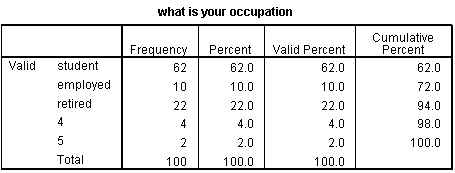 what is your occupation
Frequency Percent Valid Percent Cumulative Percent
Valid student 62 62.0 62.0 62.0
employed 10 10.0 10.0 72.0
retired 22 22.0 22.0 94.0
4 4 4.0 4.0 98.0
5 2 2.0 2.0 100.0
Total 100 100.0 100.0